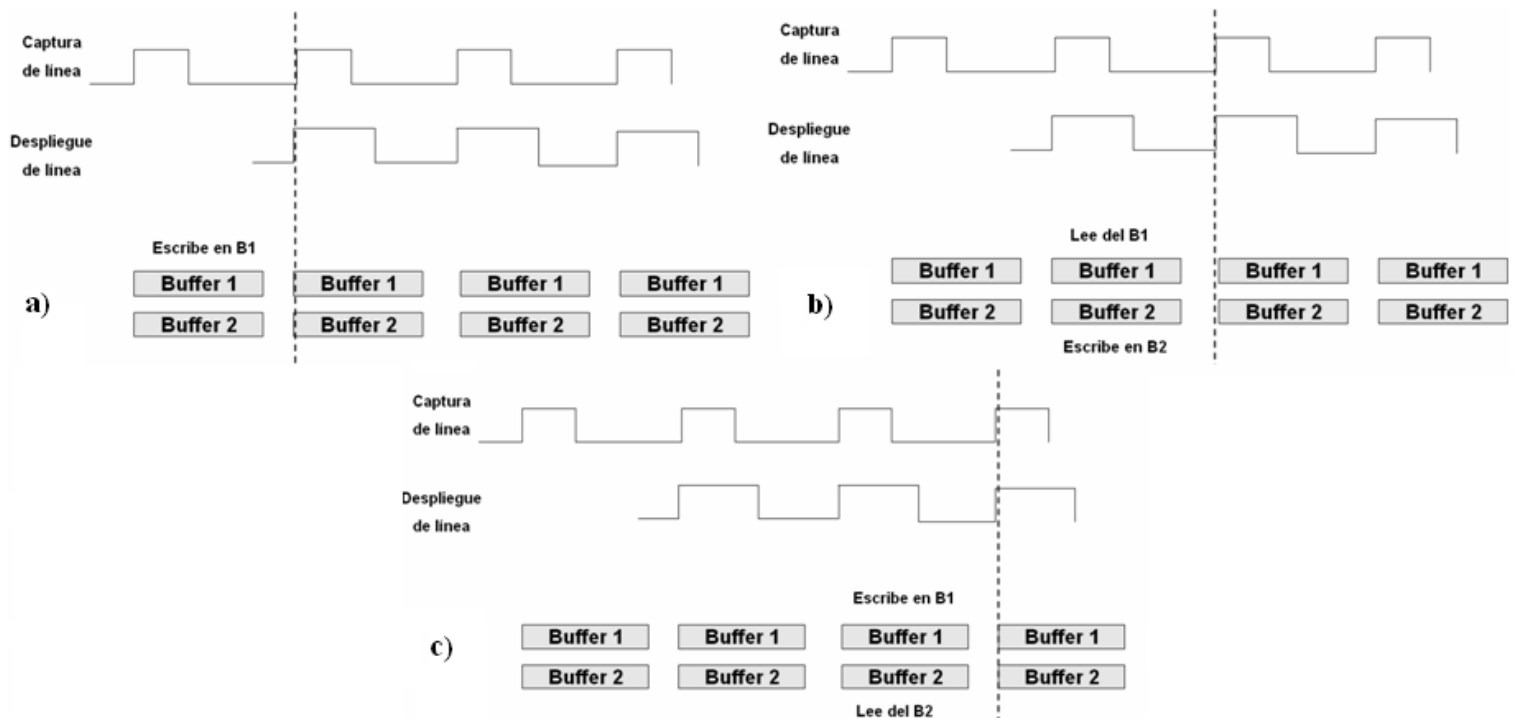 Captura
de línea
Despliegue
de línea
Escribe en B1
Buffer 1 Buffer 1 Buffer 1 Buffer 1
a)
Buffer 2 Buffer 2 Buffer 2 Buffer 2
Captura
de línea
Despliegue
de línea
Lee del B1
Buffer 1 Buffer 1 Buffer 1 Buffer 1
b)
Buffer 2 Buffer 2 Buffer 2 Buffer 2
Escribe en B2
Captura
de línea
Despliegue
de línea
Escribe en B1
Buffer 1 Buffer 1 Buffer 1 Buffer 1
c)
Buffer 2 Buffer 2 Buffer 2 Buffer 2
Lee del B2